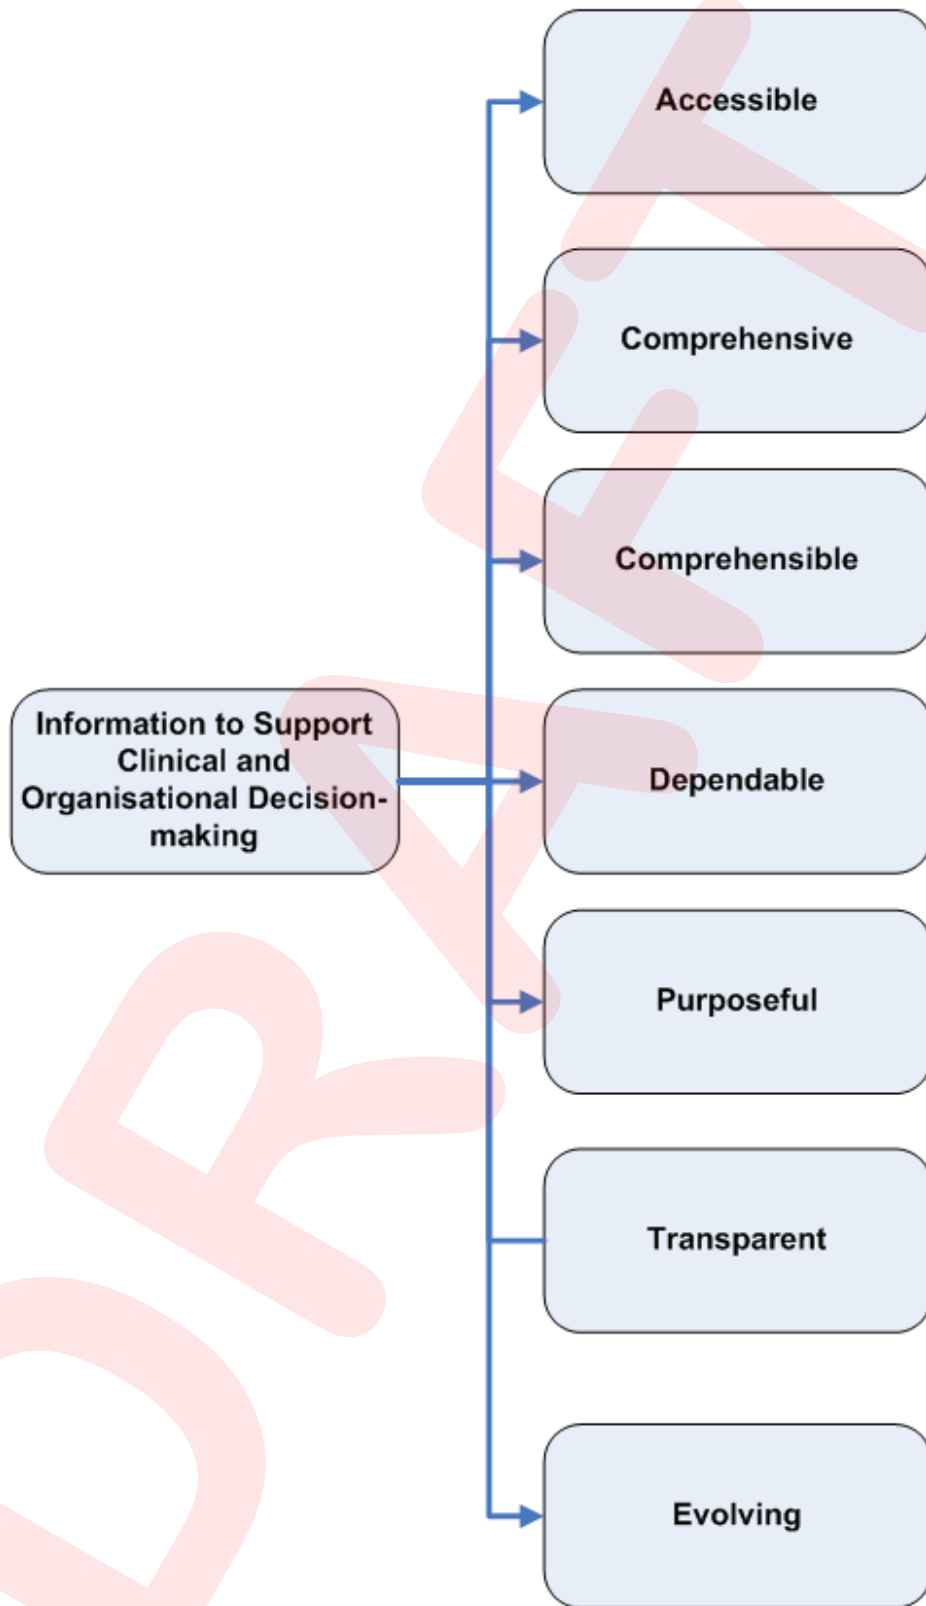 Accessible
Comprehensive
Comprehensible
Information to Support
Clinical and
Organisational Decision-
making
Dependable
Purposeful
Transparent
Evolving
DRAFT